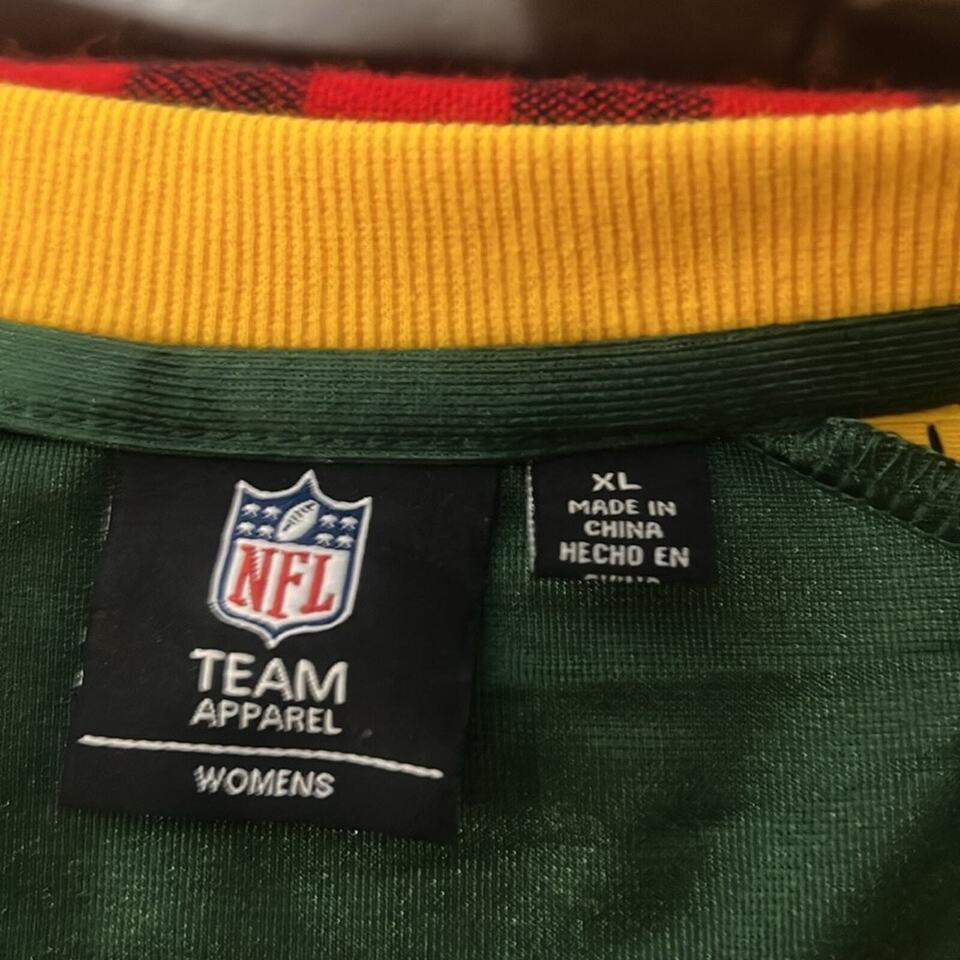 NFL
TEAM
APPAREL
WOMENS
XL
MADE IN
CHINA
HECHO EN